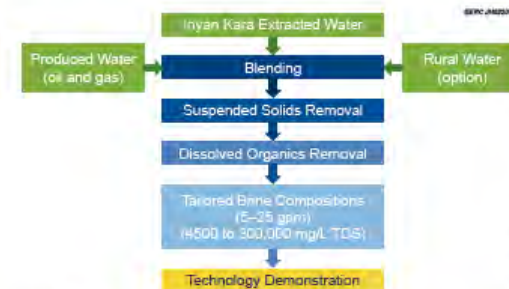 Inyan Kara Extracted Water
Produced Water
(oil and gas)
Blending
Rural Water
(option)
Suspended Solids Removal
Dissolved Organics Removal
Tailored Brine Compositions
(5–25 gpm)
(4500 to 300,000 mg/L TDS)
Technology Demonstration